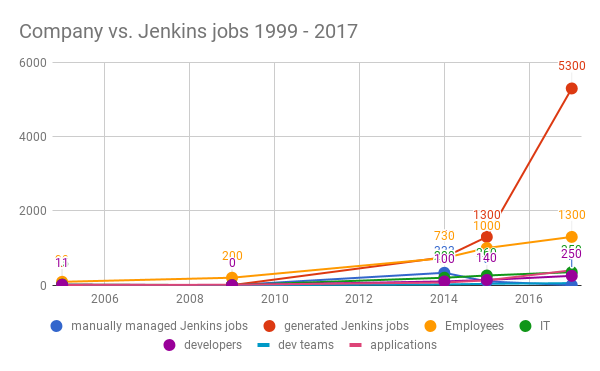 Company vs. Jenkins jobs 1999 - 2017
6000
5300
4000
2000
1300
1300
1000
730
200
100
140
250
0
0
2006
2008
2010
2012
2014
2016
manually managed Jenkins jobs
generated Jenkins jobs
Employees
IT
developers
dev teams
applications